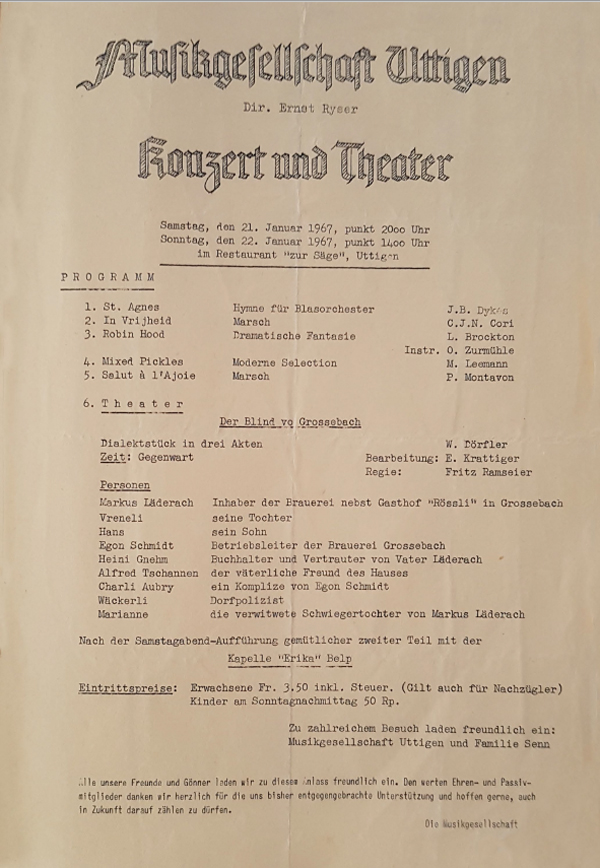 Musikgesellschaft Uttigen
Dir. Ernst Ryser
Konzert und Theater
Samstag, den 21. Januar 1967, punkt 20oo Uhr
Sonntag, den 22. Januar 1967, punkt 14oo Uhr
im Restaurant "zur Säge", Uttigen
PROGRAMM
1. St. Agnes Hymne für Blasorchester J.B. Dykes
2. In Vrijheid Marsch C.J.N. Cori
3. Robin Hood Dramatische Fantasie L. Brockton
Instr. O. Zurmühle
4. Mixed Pickles Moderne Selection M. Leemann
5. Salut à l'Ajoie Marsch P. Montavon
6. Theater
Der Blind vo Grossebach
Dialektstück in drei Akten W. Dörfler
Zeit: Gegenwart Bearbeitung: E. Krattiger
Regie: Fritz Ramseier
Personen
Markus Läderach Inhaber der Brauerei nebst Gasthof "Rössli" in Grossebach
Vreneli seine Tochter
Hans sein Sohn
Egon Schmidt Betriebsleiter der Brauerei Grossebach
Heini Gnehm Buchhalter und Vertrauter von Vater Läderach
Alfred Tschannen der väterliche Freund des Hauses
Charli Aubry ein Komplize von Egon Schmidt
Wäckerli Dorfpolizist
Marianne die verwitwete Schwiegertochter von Markus Läderach
Nach der Samstagabend-Aufführung gemütlicher zweiter Teil mit der
Kapelle "Erika" Belp
Eintrittspreise: Erwachsene Fr. 3.50 inkl. Steuer. (Gilt auch für Nachzügler)
Kinder am Sonntagnachmittag 50 Rp.
Zu zahlreichem Besuch laden freundlich ein:
Musikgesellschaft Uttigen und Familie Senn
Alle unsere Freunde und Gönner laden wir zu diesem Anlass freundlich ein. Den werten Ehren- und Passiv-
mitglieder danken wir herzlich für die uns bisher entgegengebrachte Unterstützung und hoffen gerne, auch
in Zukunft darauf zählen zu dürfen.
Die Musikgesellschaft